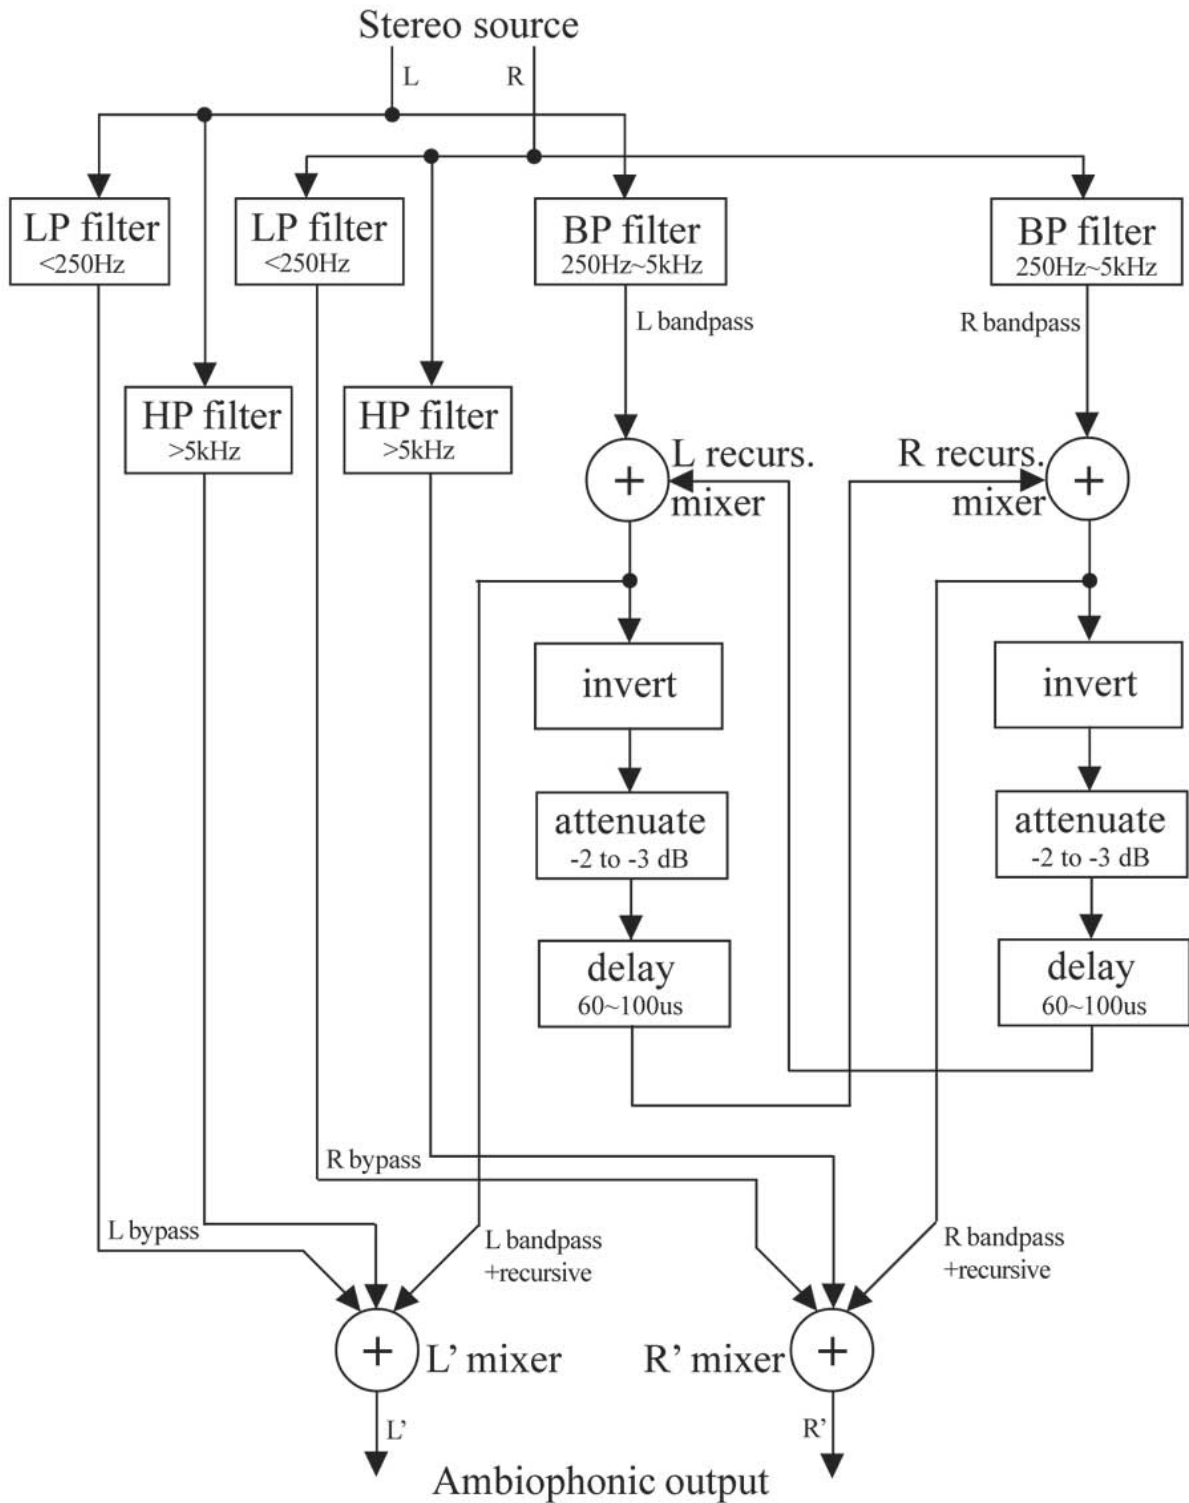 Stereo source
L
R
LP filter
<250Hz
LP filter
<250Hz
BP filter
250Hz~5kHz
BP filter
250Hz~5kHz
L bandpass
R bandpass
HP filter
>5kHz
HP filter
>5kHz
+
L recurs.
mixer
R recurs.
mixer
+
invert
invert
attenuate
-2 to -3 dB
attenuate
-2 to -3 dB
delay
60~100us
delay
60~100us
R bypass
L bypass
L bandpass
+recursive
R bandpass
+recursive
+
L’ mixer
R’ mixer
+
L’
R’
Ambiophonic output